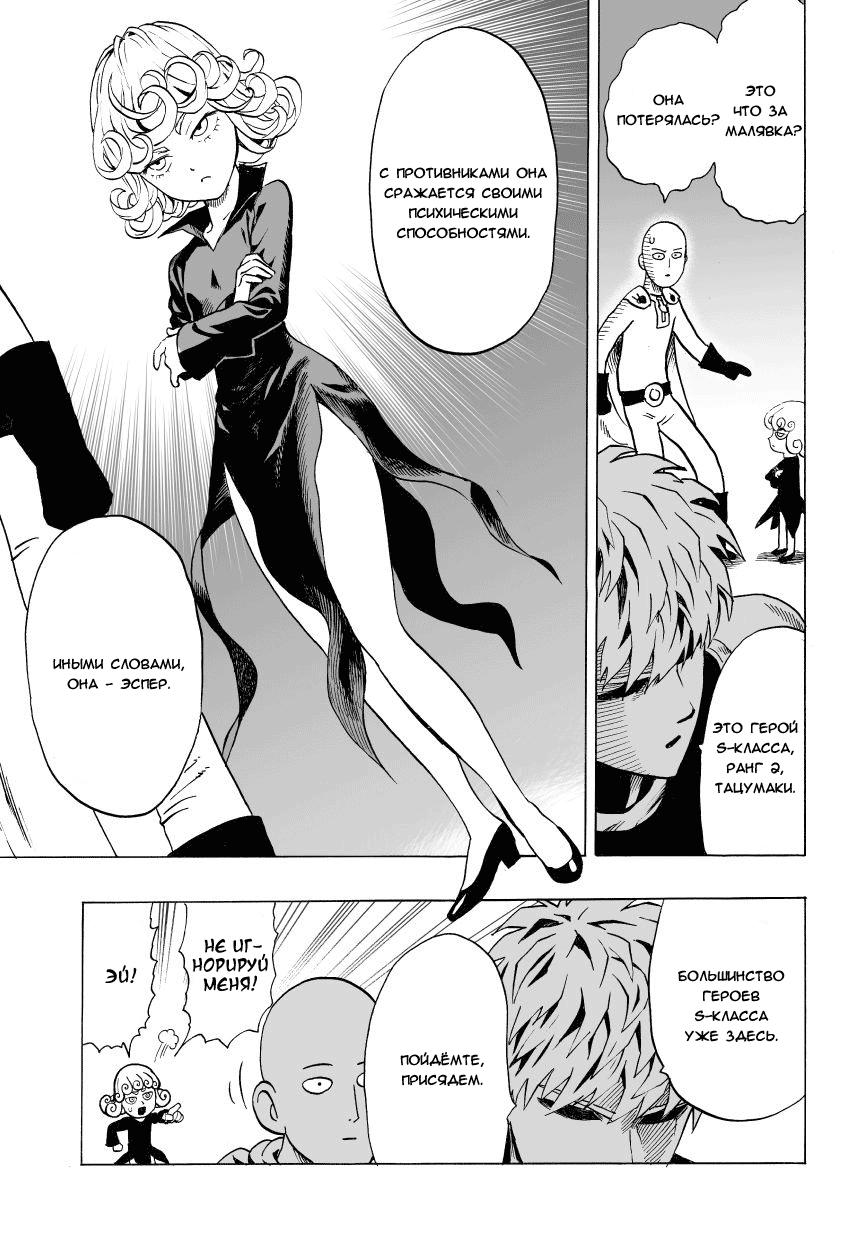 ЭТО
ЧТО ЗА
МАЛЯВКА?
ОНА
ПОТЕРЯЛАСЬ?
ЭТО ГЕРОЙ
S-КЛАССА,
РАНГ 2,
ТАЦУМАКИ.
С ПРОТИВНИКАМИ ОНА
СРАЖАЕТСЯ СВОИМИ
ПСИХИЧЕСКИМИ
СПОСОБНОСТЯМИ.
ИНЫМИ СЛОВАМИ,
ОНА - ЭСПЕР.
БОЛЬШИНСТВО
ГЕРОЕВ
S-КЛАССА
УЖЕ ЗДЕСЬ.
ПОЙДЁМТЕ,
ПРИСЯДЕМ.
НЕ ИГ-
НОРИРУЙ
МЕНЯ!
ЭЙ!